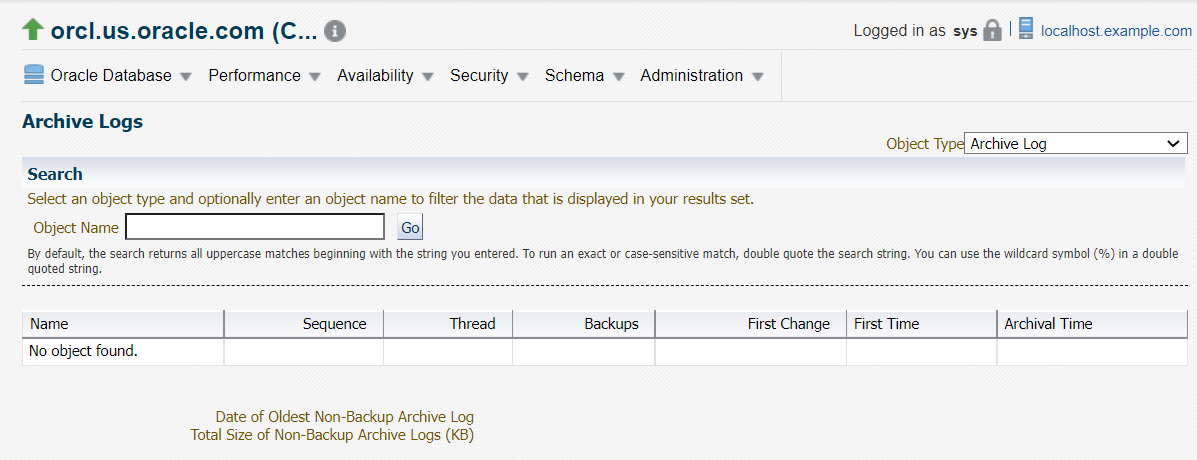 orcl.us.oracle.com (C...
Logged in as sys
localhost.example.com
Oracle Database Performance Availability Security Schema Administration
Archive Logs
Object Type Archive Log
Search
Select an object type and optionally enter an object name to filter the data that is displayed in your results set.
Object Name Go
By default, the search returns all uppercase matches beginning with the string you entered. To run an exact or case-sensitive match, double quote the search string. You can use the wildcard symbol (%) in a double
quoted string.
Name Sequence Thread Backups First Change First Time Archival Time
No object found.
Date of Oldest Non-Backup Archive Log
Total Size of Non-Backup Archive Logs (KB)